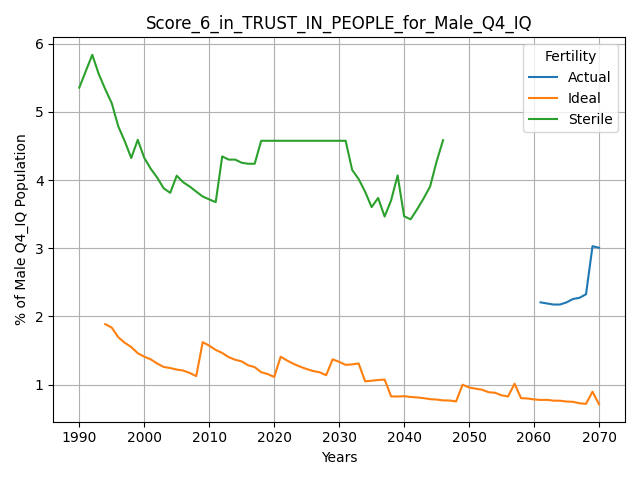 Score_6_in_TRUST_IN_PEOPLE_for_Male_Q4_IQ
Fertility
Actual
Ideal
Sterile
% of Male Q4_IQ Population
6
5
4
3
2
1
1990 2000 2010 2020 2030 2040 2050 2060 2070
Years